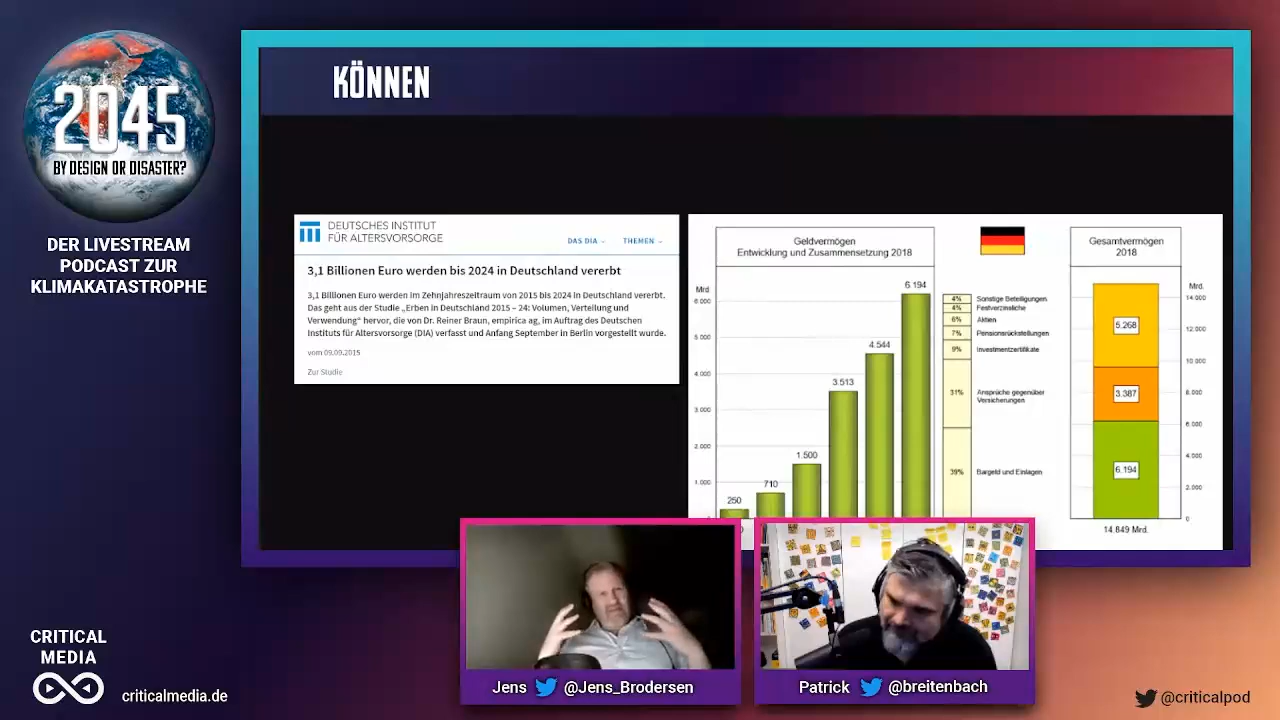 2045
BY DESIGN OR DISASTER?
DER LIVESTREAM
PODCAST ZUR
KLIMAKATASTROPHE
KÖNNEN
DEUTSCHES INSTITUT
FÜR ALTERSVORSORGE
DAS DIA
THEMEN
3,1 Billionen Euro werden bis 2024 in Deutschland vererbt
3,1 Billionen Euro werden im Zehnjahreszeitraum von 2015 bis 2024 in Deutschland vererbt.
Das geht aus der Studie „Erben in Deutschland 2015 – 24: Volumen, Verteilung und
Verwendung“ hervor, die von Dr. Reiner Braun, empirica ag, im Auftrag des Deutschen
Instituts für Altersvorsorge (DIA) verfasst und Anfang September in Berlin vorgestellt wurde.
vom 09.09.2015
Zur Studie
Geldvermögen
Entwicklung und Zusammensetzung 2018
Mrd.
6.000
5.000
4.000
3.000
2.000
1.000
250
710
1.500
3.513
4.544
6.194
4% Sonstige Beteiligungen
4% Festverzinsliche
6% Aktien
7% Pensionsrückstellungen
9% Investmentzertifikate
31% Ansprüche gegenüber
Versicherungen
39% Bargeld und Einlagen
Gesamtvermögen
2018
Mrd.
14.000
12.000
10.000
8.000
6.000
4.000
2.000
0
5.268
3.387
6.194
14.849 Mrd.
Jens @Jens_Brodersen
Patrick @breitenbach
CRITICAL
MEDIA
criticalmedia.de
@criticalpod